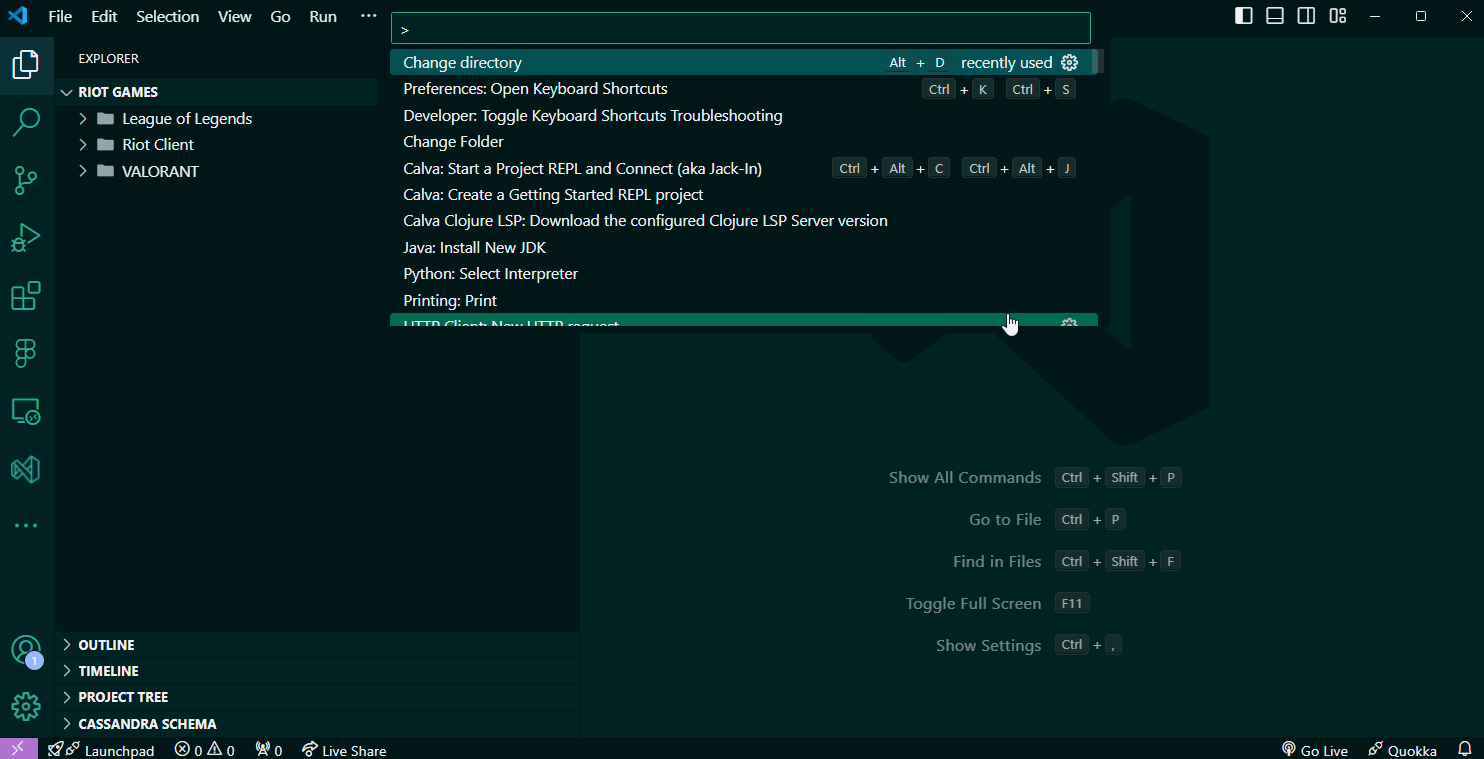 File Edit Selection View Go Run ···
>
EXPLORER
RIOT GAMES
League of Legends
Riot Client
VALORANT
Change directory Alt + D recently used
Preferences: Open Keyboard Shortcuts Ctrl + K Ctrl + S
Developer: Toggle Keyboard Shortcuts Troubleshooting
Change Folder
Calva: Start a Project REPL and Connect (aka Jack-In) Ctrl + Alt + C Ctrl + Alt + J
Calva: Create a Getting Started REPL project
Calva Clojure LSP: Download the configured Clojure LSP Server version
Java: Install New JDK
Python: Select Interpreter
Printing: Print
HTTP Client: New HTTP request
Show All Commands Ctrl + Shift + P
Go to File Ctrl + P
Find in Files Ctrl + Shift + F
Toggle Full Screen F11
Show Settings Ctrl + ,
1
OUTLINE
TIMELINE
PROJECT TREE
CASSANDRA SCHEMA
Launchpad 0 0 0 Live Share Go Live Quokka